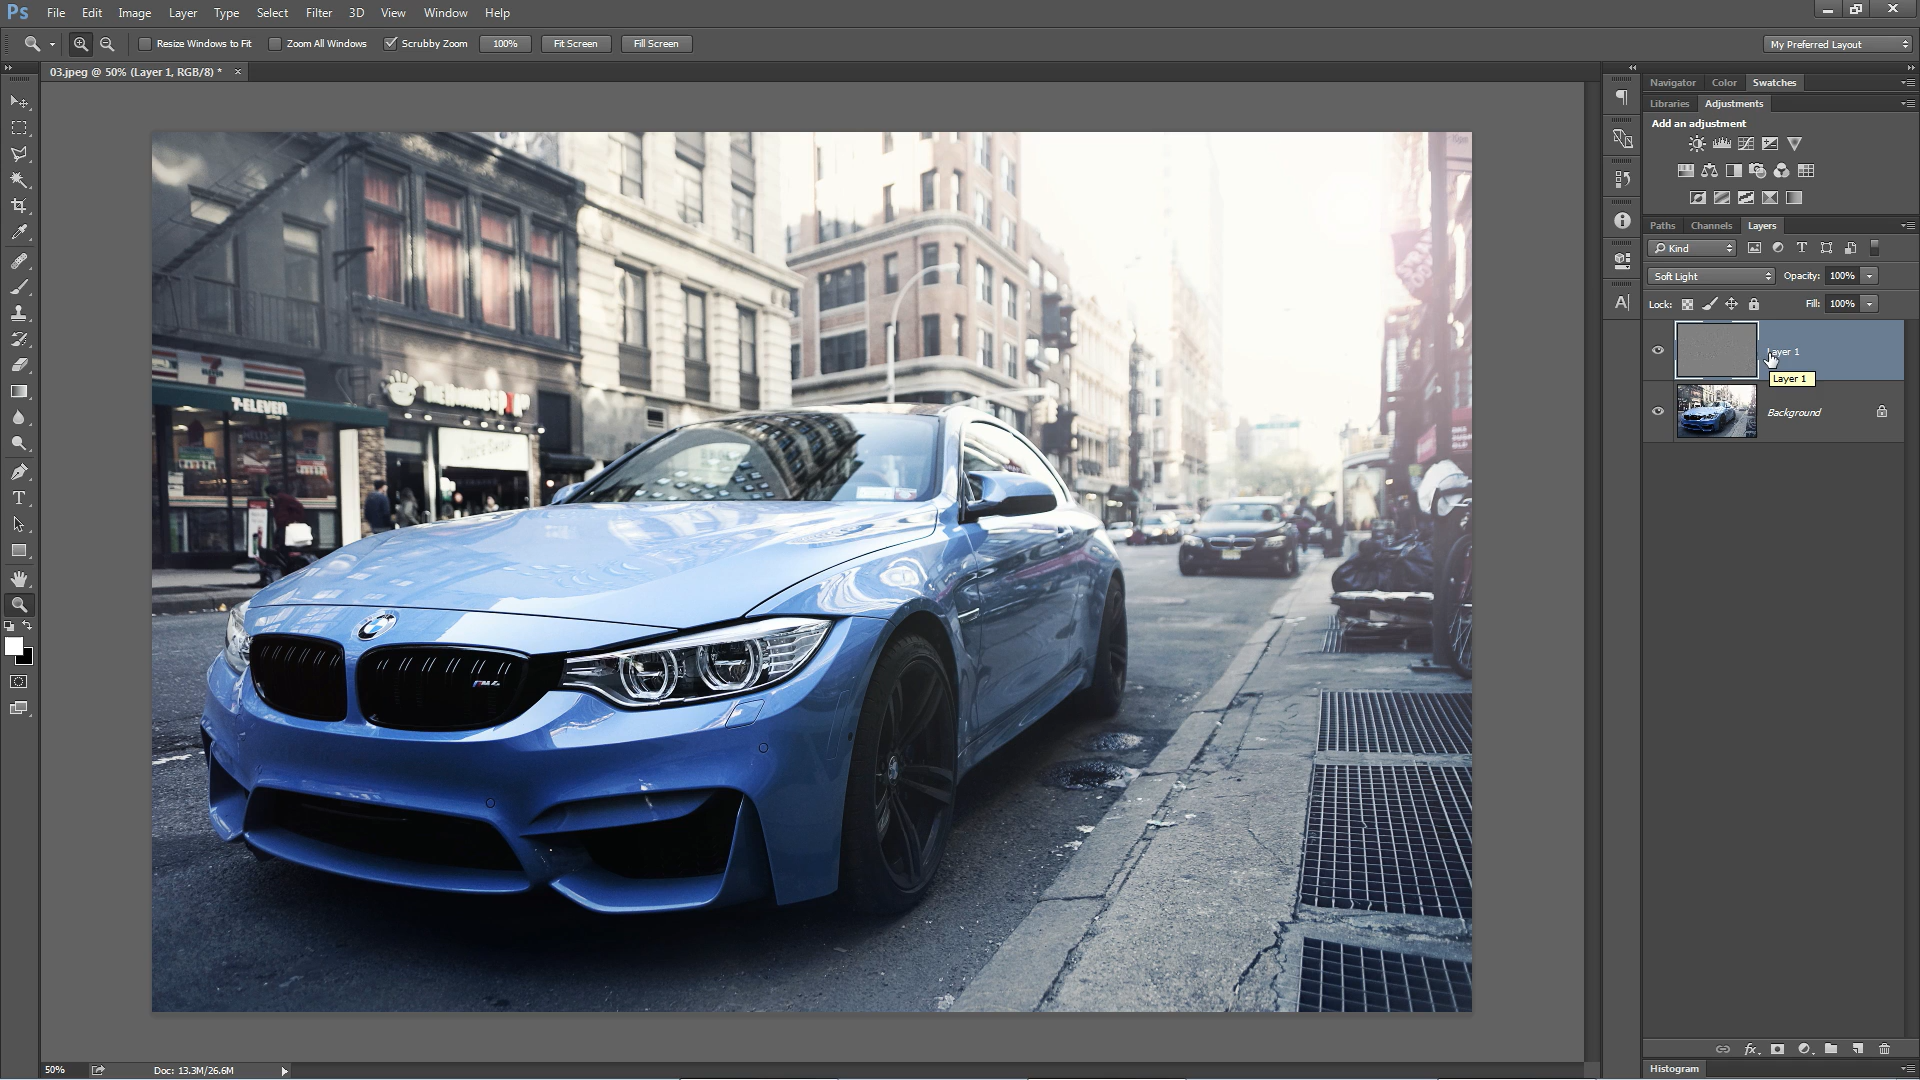 Ps File Edit Image Layer Type Select Filter 3D View Window Help
Resize Windows to Fit Zoom All Windows Scrubby Zoom 100% Fit Screen Fill Screen My Preferred Layout
03.jpeg @ 50% (Layer 1, RGB/8) * ×
Navigator Color Swatches
Libraries Adjustments
Add an adjustment
Paths Channels Layers
Kind
Soft Light Opacity: 100%
Lock: Fill: 100%
Layer 1
Layer 1
Background
7-ELEVEN
M4
50% Doc: 13.3M/26.6M
Histogram